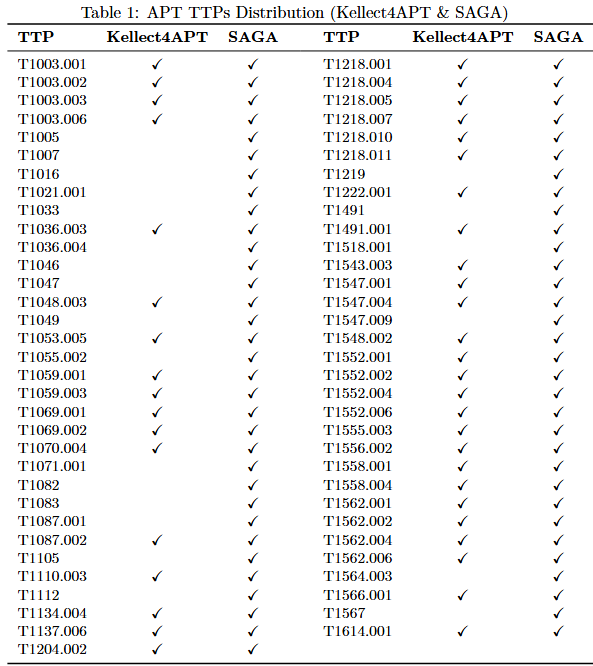 Table 1: APT TTPs Distribution (Kellect4APT & SAGA)
TTP Kellect4APT SAGA TTP Kellect4APT SAGA
T1003.001 ✓ ✓ T1218.001 ✓ ✓
T1003.002 ✓ ✓ T1218.004 ✓ ✓
T1003.003 ✓ ✓ T1218.005 ✓ ✓
T1003.006 ✓ ✓ T1218.007 ✓ ✓
T1005 ✓ T1218.010 ✓ ✓
T1007 ✓ T1218.011 ✓ ✓
T1016 ✓ T1219 ✓
T1021.001 ✓ T1222.001 ✓ ✓
T1033 ✓ T1491 ✓
T1036.003 ✓ ✓ T1491.001 ✓ ✓
T1036.004 ✓ T1518.001 ✓
T1046 ✓ T1543.003 ✓ ✓
T1047 ✓ T1547.001 ✓ ✓
T1048.003 ✓ ✓ T1547.004 ✓ ✓
T1049 ✓ T1547.009 ✓
T1053.005 ✓ ✓ T1548.002 ✓ ✓
T1055.002 ✓ T1552.001 ✓ ✓
T1059.001 ✓ ✓ T1552.002 ✓ ✓
T1059.003 ✓ ✓ T1552.004 ✓ ✓
T1069.001 ✓ ✓ T1552.006 ✓ ✓
T1069.002 ✓ ✓ T1555.003 ✓ ✓
T1070.004 ✓ ✓ T1556.002 ✓ ✓
T1071.001 ✓ T1558.001 ✓ ✓
T1082 ✓ T1558.004 ✓ ✓
T1083 ✓ T1562.001 ✓ ✓
T1087.001 ✓ T1562.002 ✓ ✓
T1087.002 ✓ ✓ T1562.004 ✓ ✓
T1105 ✓ T1562.006 ✓ ✓
T1110.003 ✓ ✓ T1564.003 ✓
T1112 ✓ T1566.001 ✓ ✓
T1134.004 ✓ ✓ T1567 ✓
T1137.006 ✓ ✓ T1614.001 ✓ ✓
T1204.002 ✓ ✓